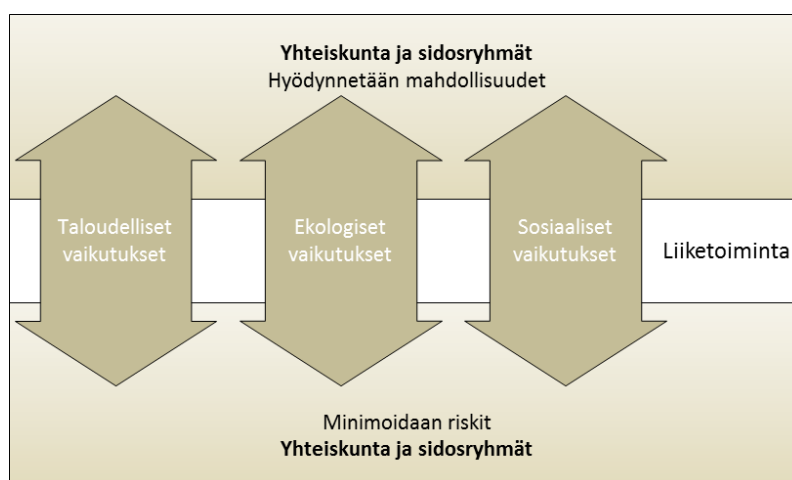 Yhteiskunta ja sidosryhmät
Hyödynnetään mahdollisuudet
Taloudelliset
vaikutukset
Ekologiset
vaikutukset
Sosiaaliset
vaikutukset
Liiketoiminta
Minimoidaan riskit
Yhteiskunta ja sidosryhmät